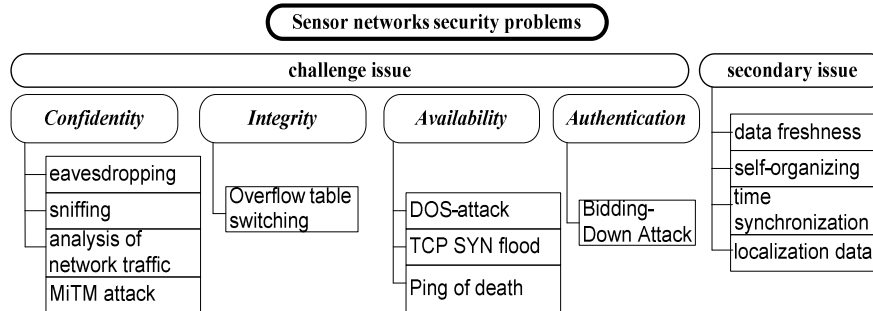 Sensor networks security problems
challenge issue
secondary issue
Confidentity
Integrity
Availability
Authentication
eavesdropping
sniffing
analysis of
network traffic
MiTM attack
Overflow table
switching
DOS-attack
TCP SYN flood
Ping of death
Bidding-
Down Attack
data freshness
self-organizing
time
synchronization
localization data